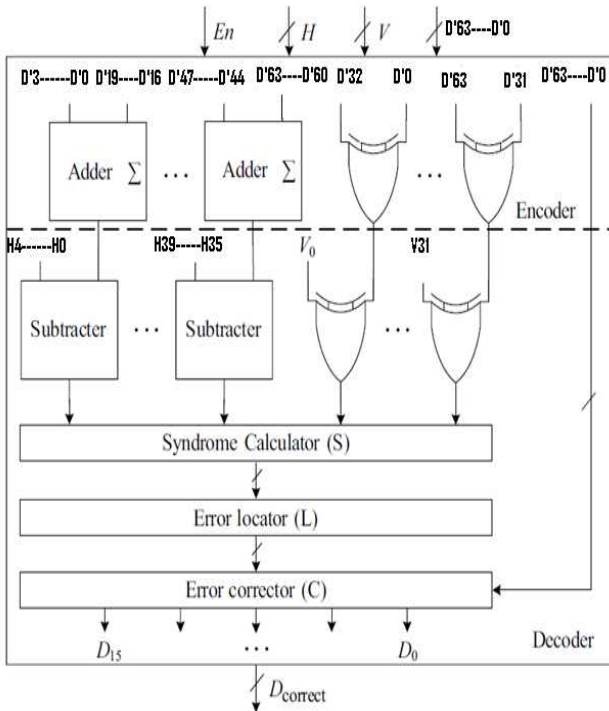 En H V D'63----D'0
D'3------D'0 D'19----D'16 D'47-----D'44 D'63----D'60 D'32 D'0 D'63 D'31 D'63----D'0
Adder ∑ ... Adder ∑ ...
Encoder
H4------H0 H39-----H35 V₀ V31
Subtracter ... Subtracter ...
Syndrome Calculator (S)
Error locator (L)
Error corrector (C)
D₁₅ ... D₀ Decoder
D_correct